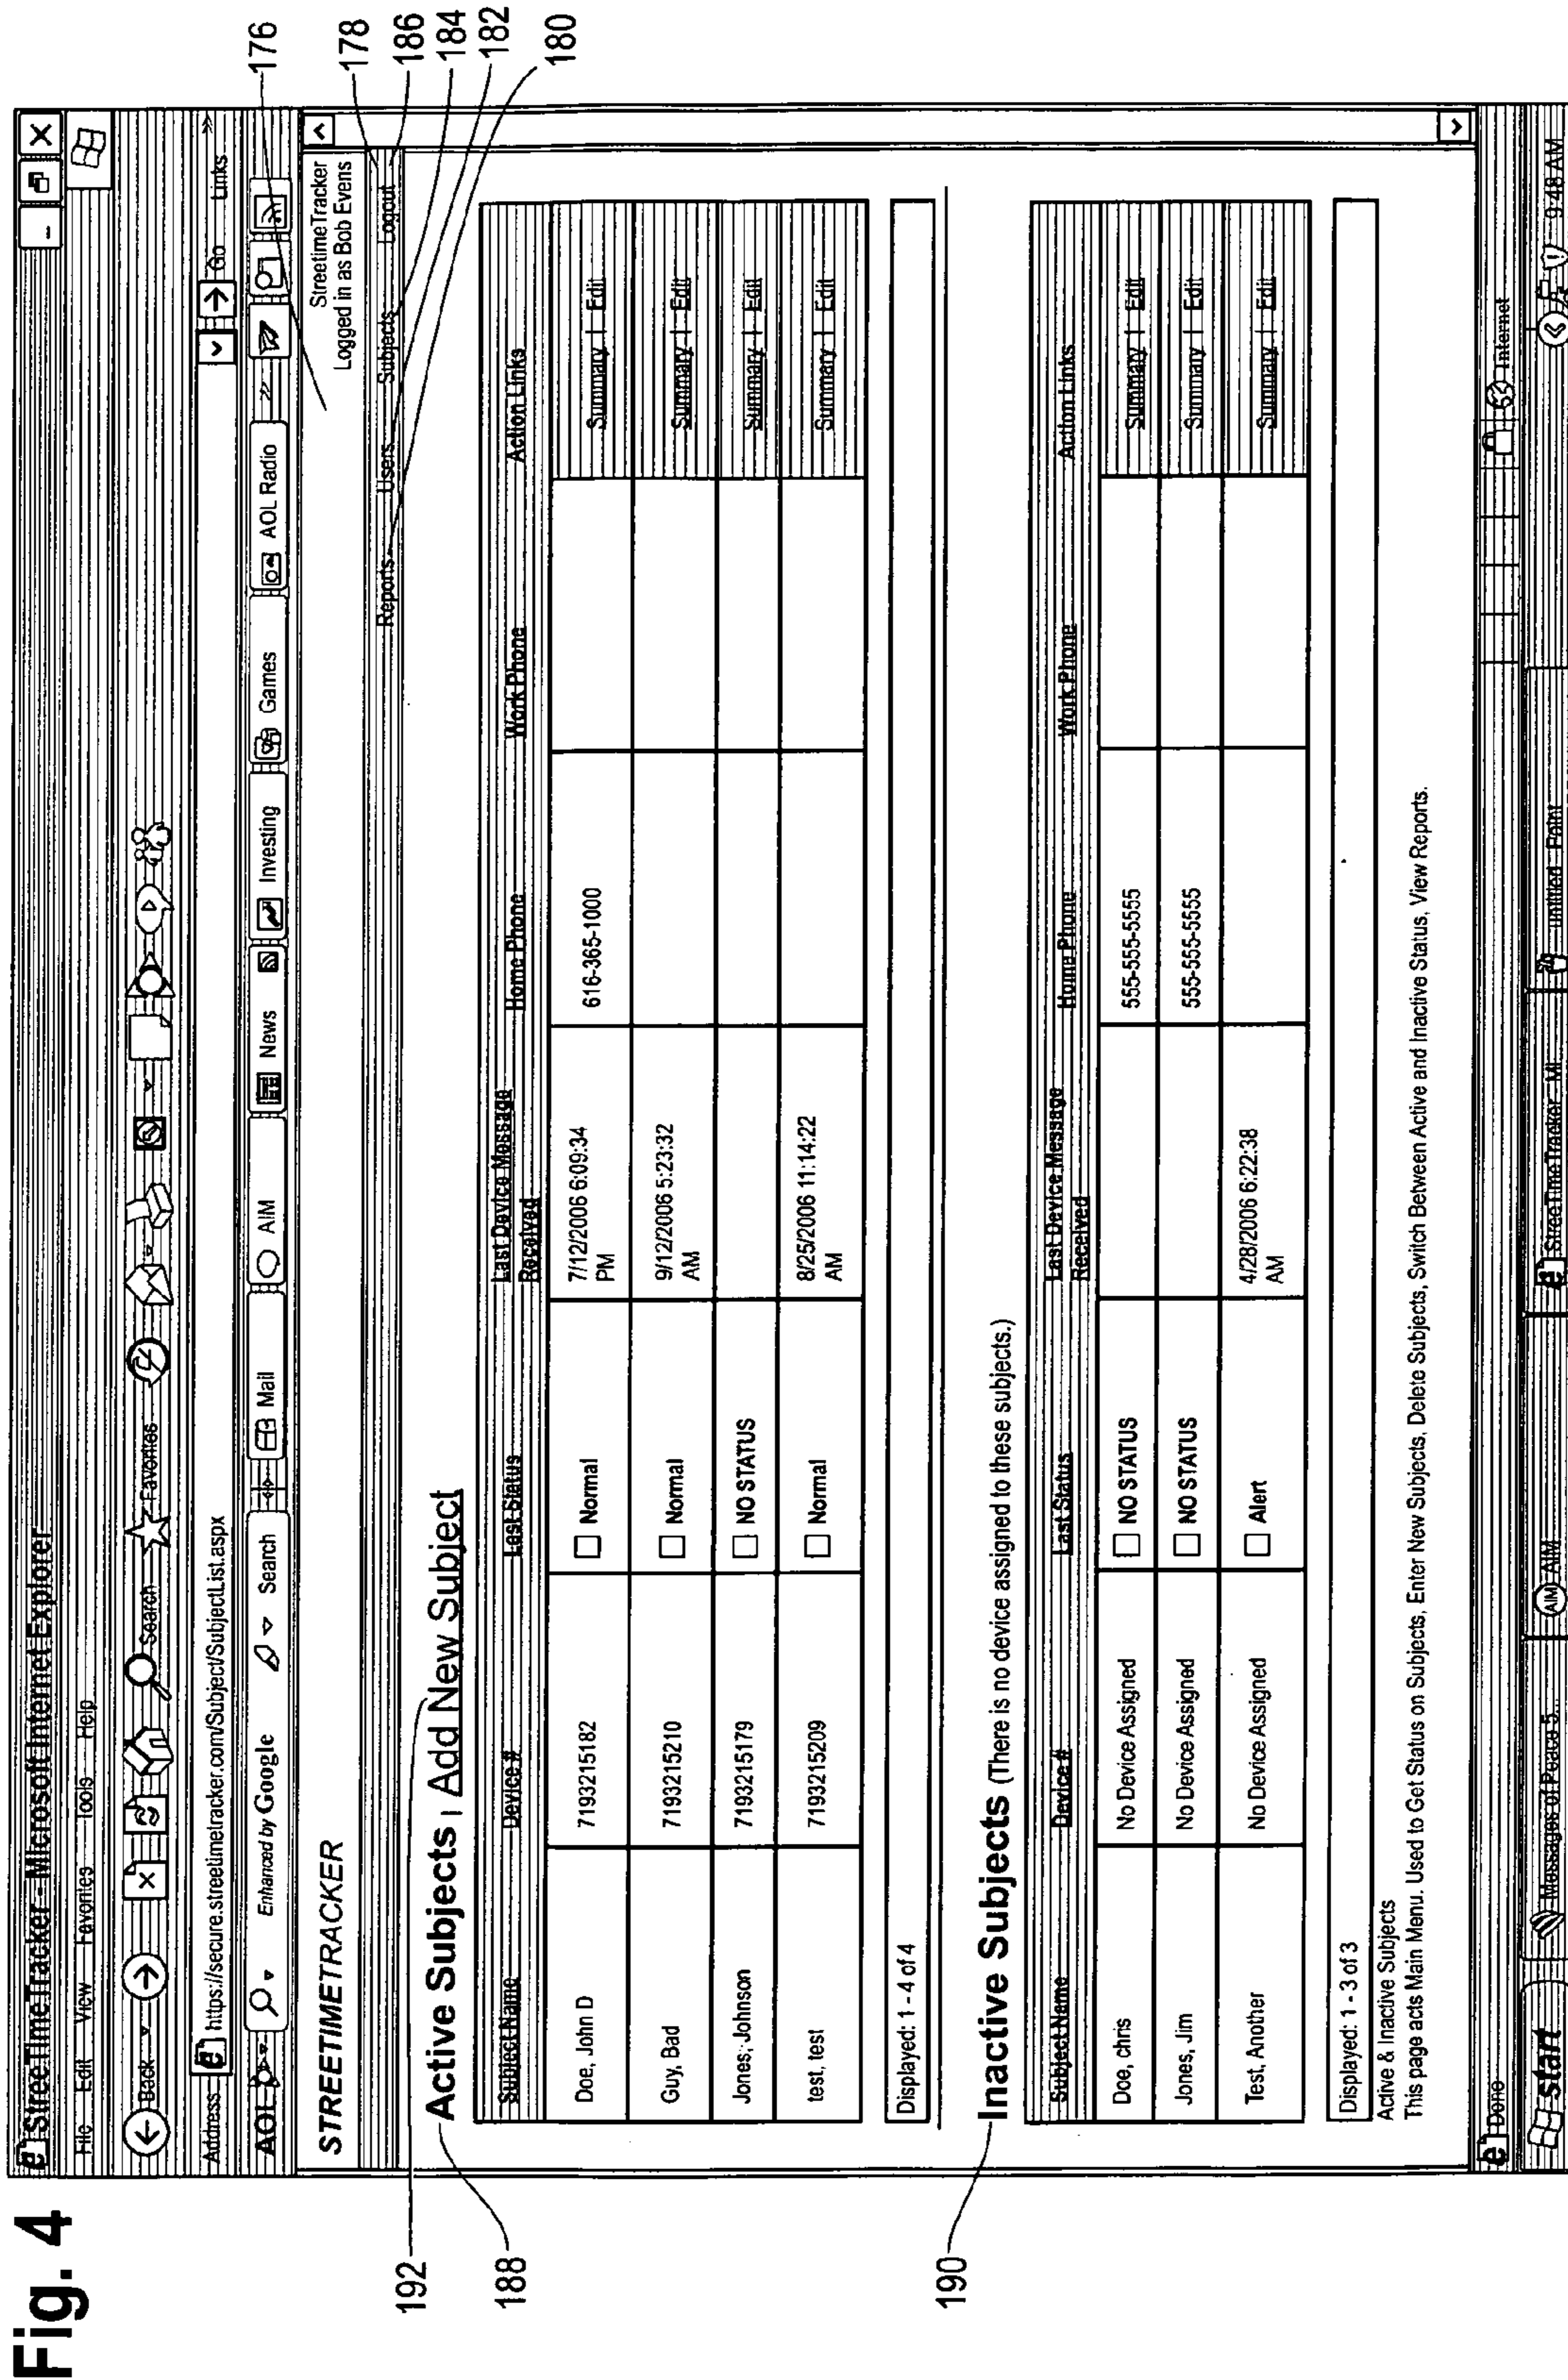 Fig. 4
StreeTimeTracker - Microsoft Internet Explorer
File Edit View Favorites Tools Help
Back Search Favorites
Address https://secure.streetimetracker.com/Subject/SubjectList.aspx Go Links
AOL Enhanced by Google Search Mail AIM News Investing Games AOL Radio
176
STREETIMETRACKER
StreetimeTracker
Logged in as Bob Evens
178
Reports Users Subjects Logout
186
184
182
180
192
188
Active Subjects | Add New Subject
Subject Name Device # Last Status Last Device Message Received Home Phone Work Phone Action Links
Doe, John D 7193215182 Normal 7/12/2006 6:09:34 PM 616-365-1000 Summary | Edit
Guy, Bad 7193215210 Normal 9/12/2006 5:23:32 AM Summary | Edit
Jones, Johnson 7193215179 NO STATUS Summary | Edit
test, test 7193215209 Normal 8/25/2006 11:14:22 AM Summary | Edit
Displayed: 1 - 4 of 4
190
Inactive Subjects (There is no device assigned to these subjects.)
Subject Name Device # Last Status Last Device Message Received Home Phone Work Phone Action Links
Doe, chris No Device Assigned NO STATUS 555-555-5555 Summary | Edit
Jones, Jim No Device Assigned NO STATUS 555-555-5555 Summary | Edit
Test, Another No Device Assigned Alert 4/28/2006 6:22:38 AM Summary | Edit
Displayed: 1 - 3 of 3
Active & Inactive Subjects
This page acts Main Menu. Used to Get Status on Subjects, Enter New Subjects, Delete Subjects, Switch Between Active and Inactive Status, View Reports.
Done Internet
start Messages of Peace 5... AIM AIM StreeTimeTracker - MI... untitled - Paint 9:48 AM